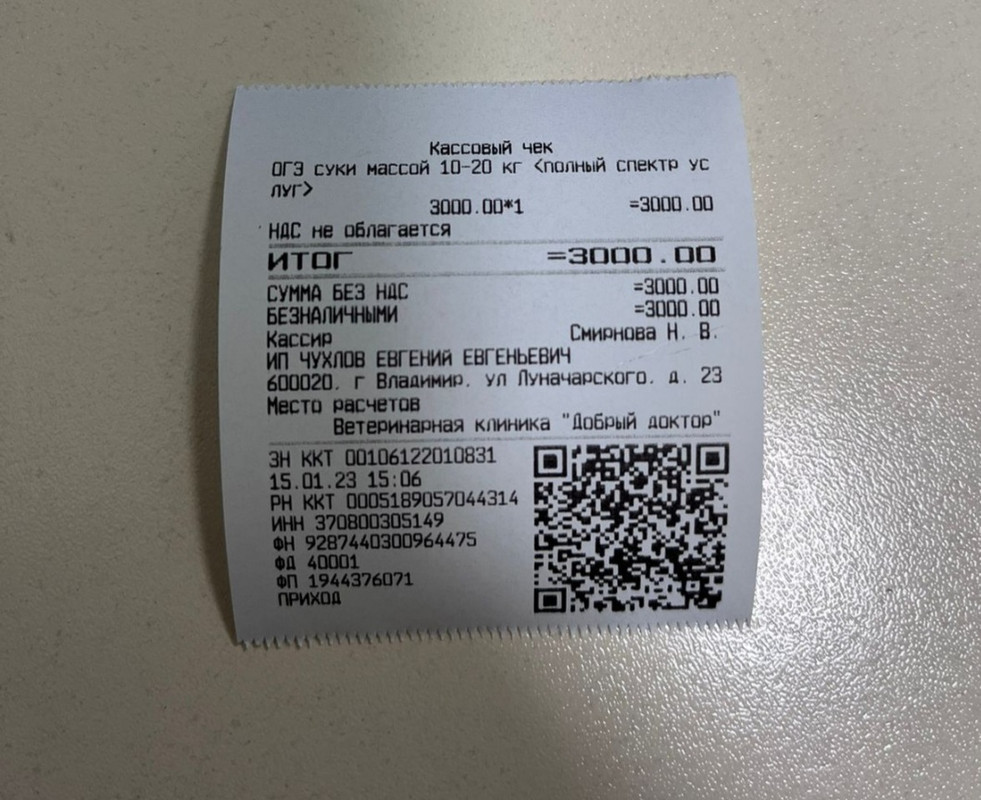 Кассовый чек
ОГЭ суки массой 10-20 кг <полный спектр ус
луг>
3000.00*1 =3000.00
НДС не облагается
ИТОГ =3000.00
СУММА БЕЗ НДС =3000.00
БЕЗНАЛИЧНЫМИ =3000.00
Кассир Смирнова Н. В.
ИП ЧУХЛОВ ЕВГЕНИЙ ЕВГЕНЬЕВИЧ
600020, г Владимир, ул Луначарского, д. 23
Место расчетов
Ветеринарная клиника "Добрый доктор"
ЗН ККТ 00106122010831
15.01.23 15:06
РН ККТ 0005189057044314
ИНН 370800305149
ФН 9287440300964475
ФД 40001
ФП 1944376071
ПРИХОД